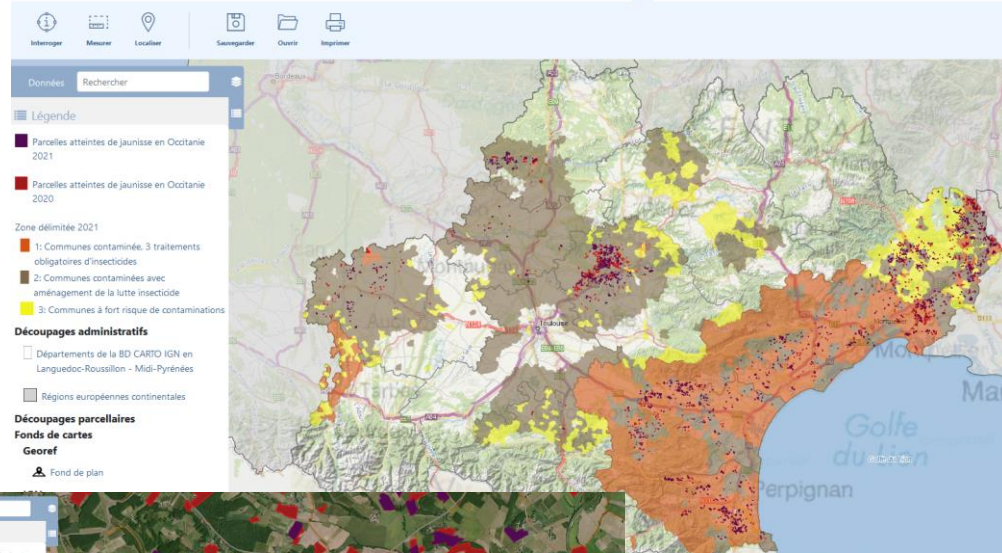 Interroger
Mesurer
Localiser
Sauvegarder
Ouvrir
Imprimer
Données
Rechercher
Légende
Parcelles atteintes de jaunisse en Occitanie
2021
Parcelles atteintes de jaunisse en Occitanie
2020
Zone délimitée 2021
1: Communes contaminée, 3 traitements
obligatoires d'insecticides
2: Communes contaminées avec
aménagement de la lutte insecticide
3: Communes à fort risque de contaminations
Découpages administratifs
Départements de la BD CARTO IGN en
Languedoc-Roussillon - Midi-Pyrénées
Régions européennes continentales
Découpages parcellaires
Fonds de cartes
Georef
Fond de plan
Bordeaux
Toulouse
Golfe
du Lion
Perpignan